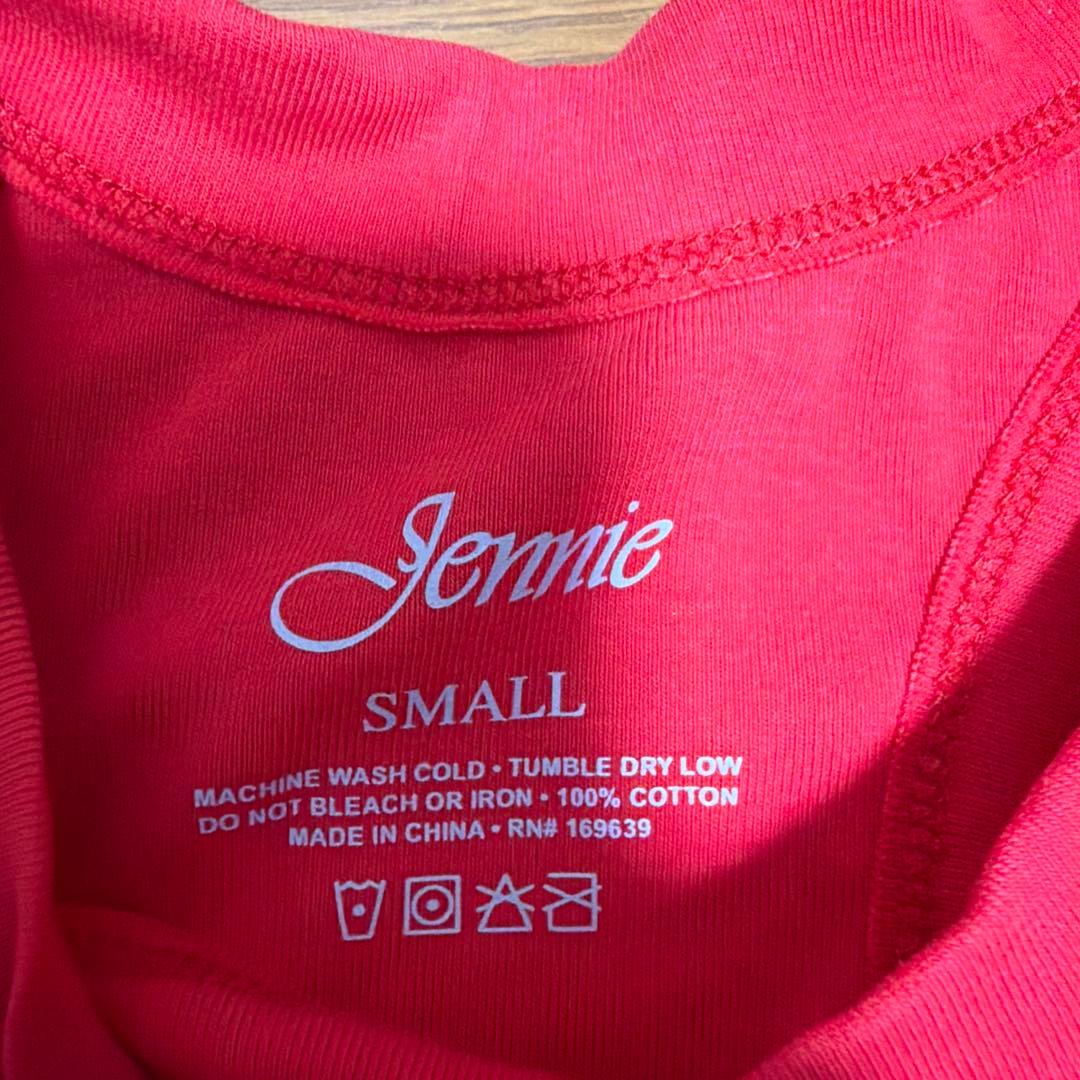 Jennie
SMALL
MACHINE WASH COLD • TUMBLE DRY LOW
DO NOT BLEACH OR IRON • 100% COTTON
MADE IN CHINA • RN# 169639